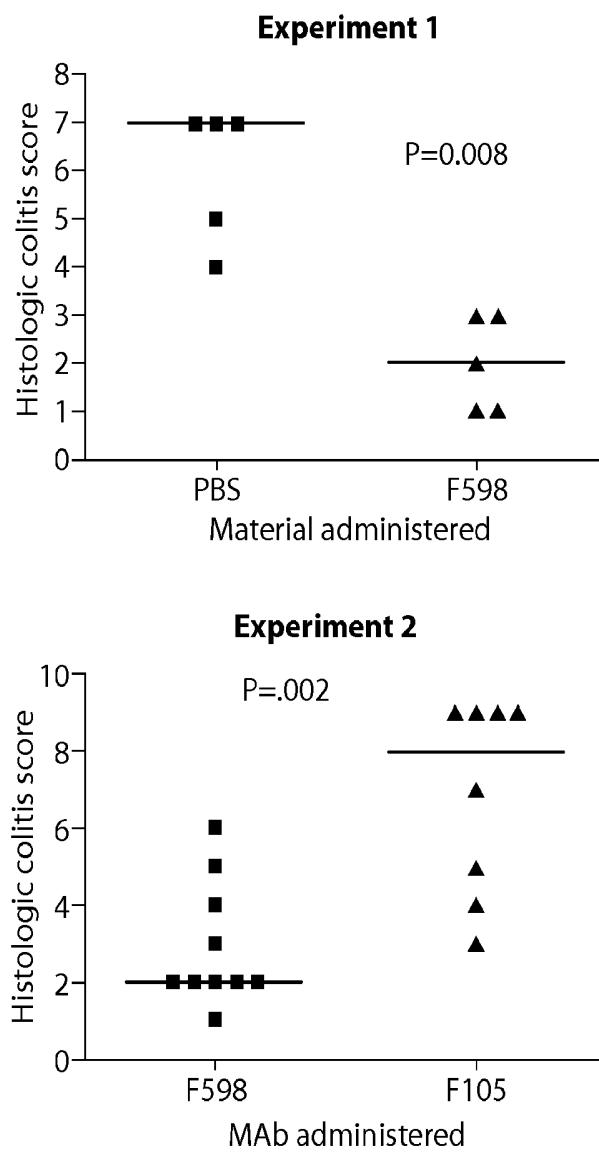 Experiment 1
Histologic colitis score
8
7
6
5
4
3
2
1
0
P=0.008
PBS
F598
Material administered
Experiment 2
Histologic colitis score
10
8
6
4
2
0
P=.002
F598
F105
MAb administered